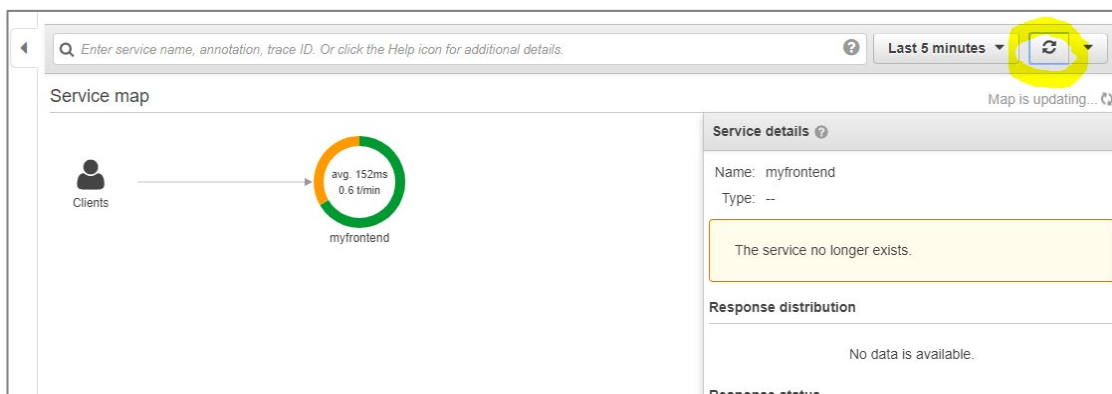 Enter service name, annotation, trace ID. Or click the Help icon for additional details.
Last 5 minutes
Service map
Map is updating...
Service details
avg. 152ms
0.6 t/min
Clients
myfrontend
Name: myfrontend
Type: --
The service no longer exists.
Response distribution
No data is available.
Response status